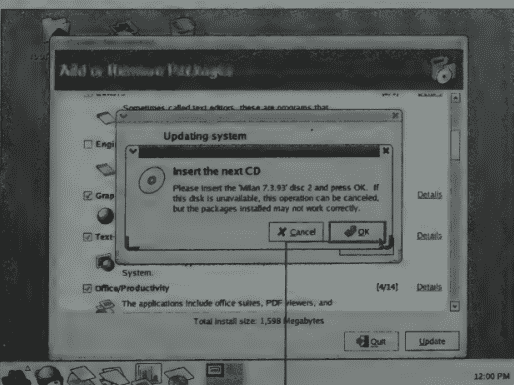 Add or Remove Packages
Details
Sometimes called text editors, these are programs that
Updating system
Engi
Insert the next CD
Please insert the 'Milan 7.3.93' disc 2 and press OK. If
this disk is unavailable, this operation can be canceled,
but the packages installed may not work correctly.
Grap
Details
Cancel
OK
Text
Details
System.
Office/Productivity
[4/14]
Details
The applications include office suites, PDF viewers, and
Total install size: 1,598 Megabytes
Quit
Update
12:00 PM